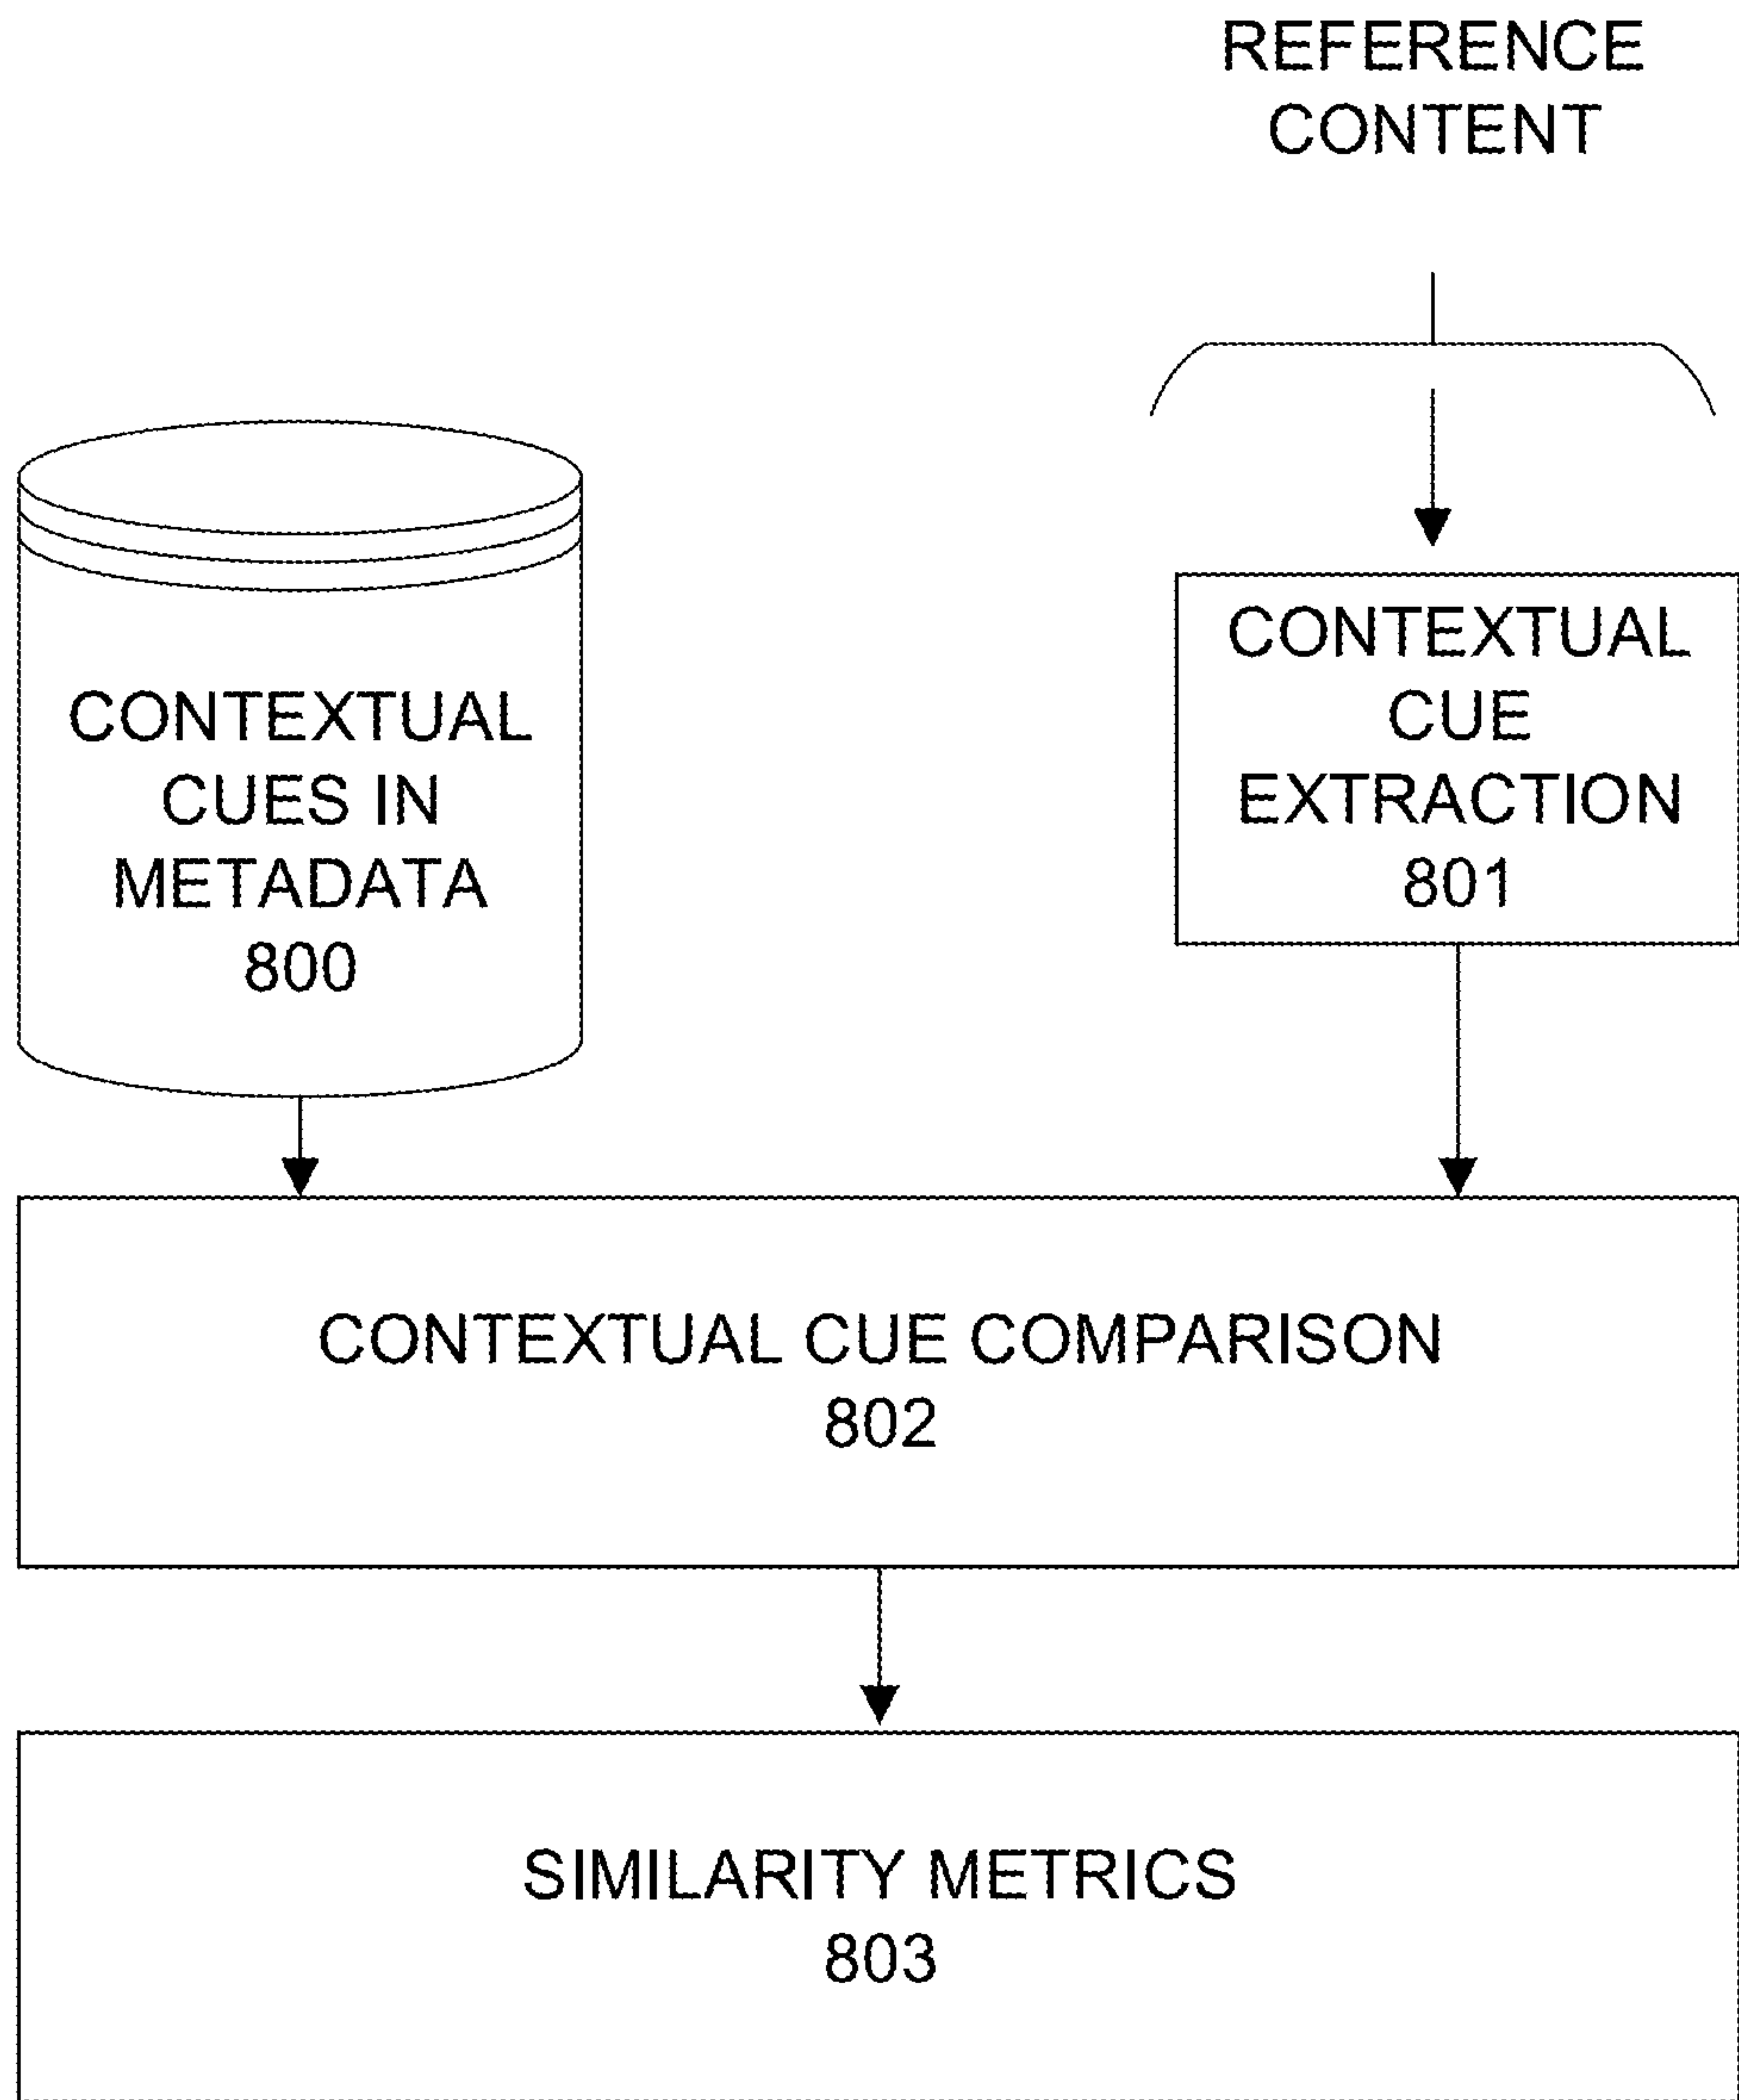 REFERENCE
CONTENT
CONTEXTUAL
CUES IN
METADATA
800
CONTEXTUAL
CUE
EXTRACTION
801
CONTEXTUAL CUE COMPARISON
802
SIMILARITY METRICS
803